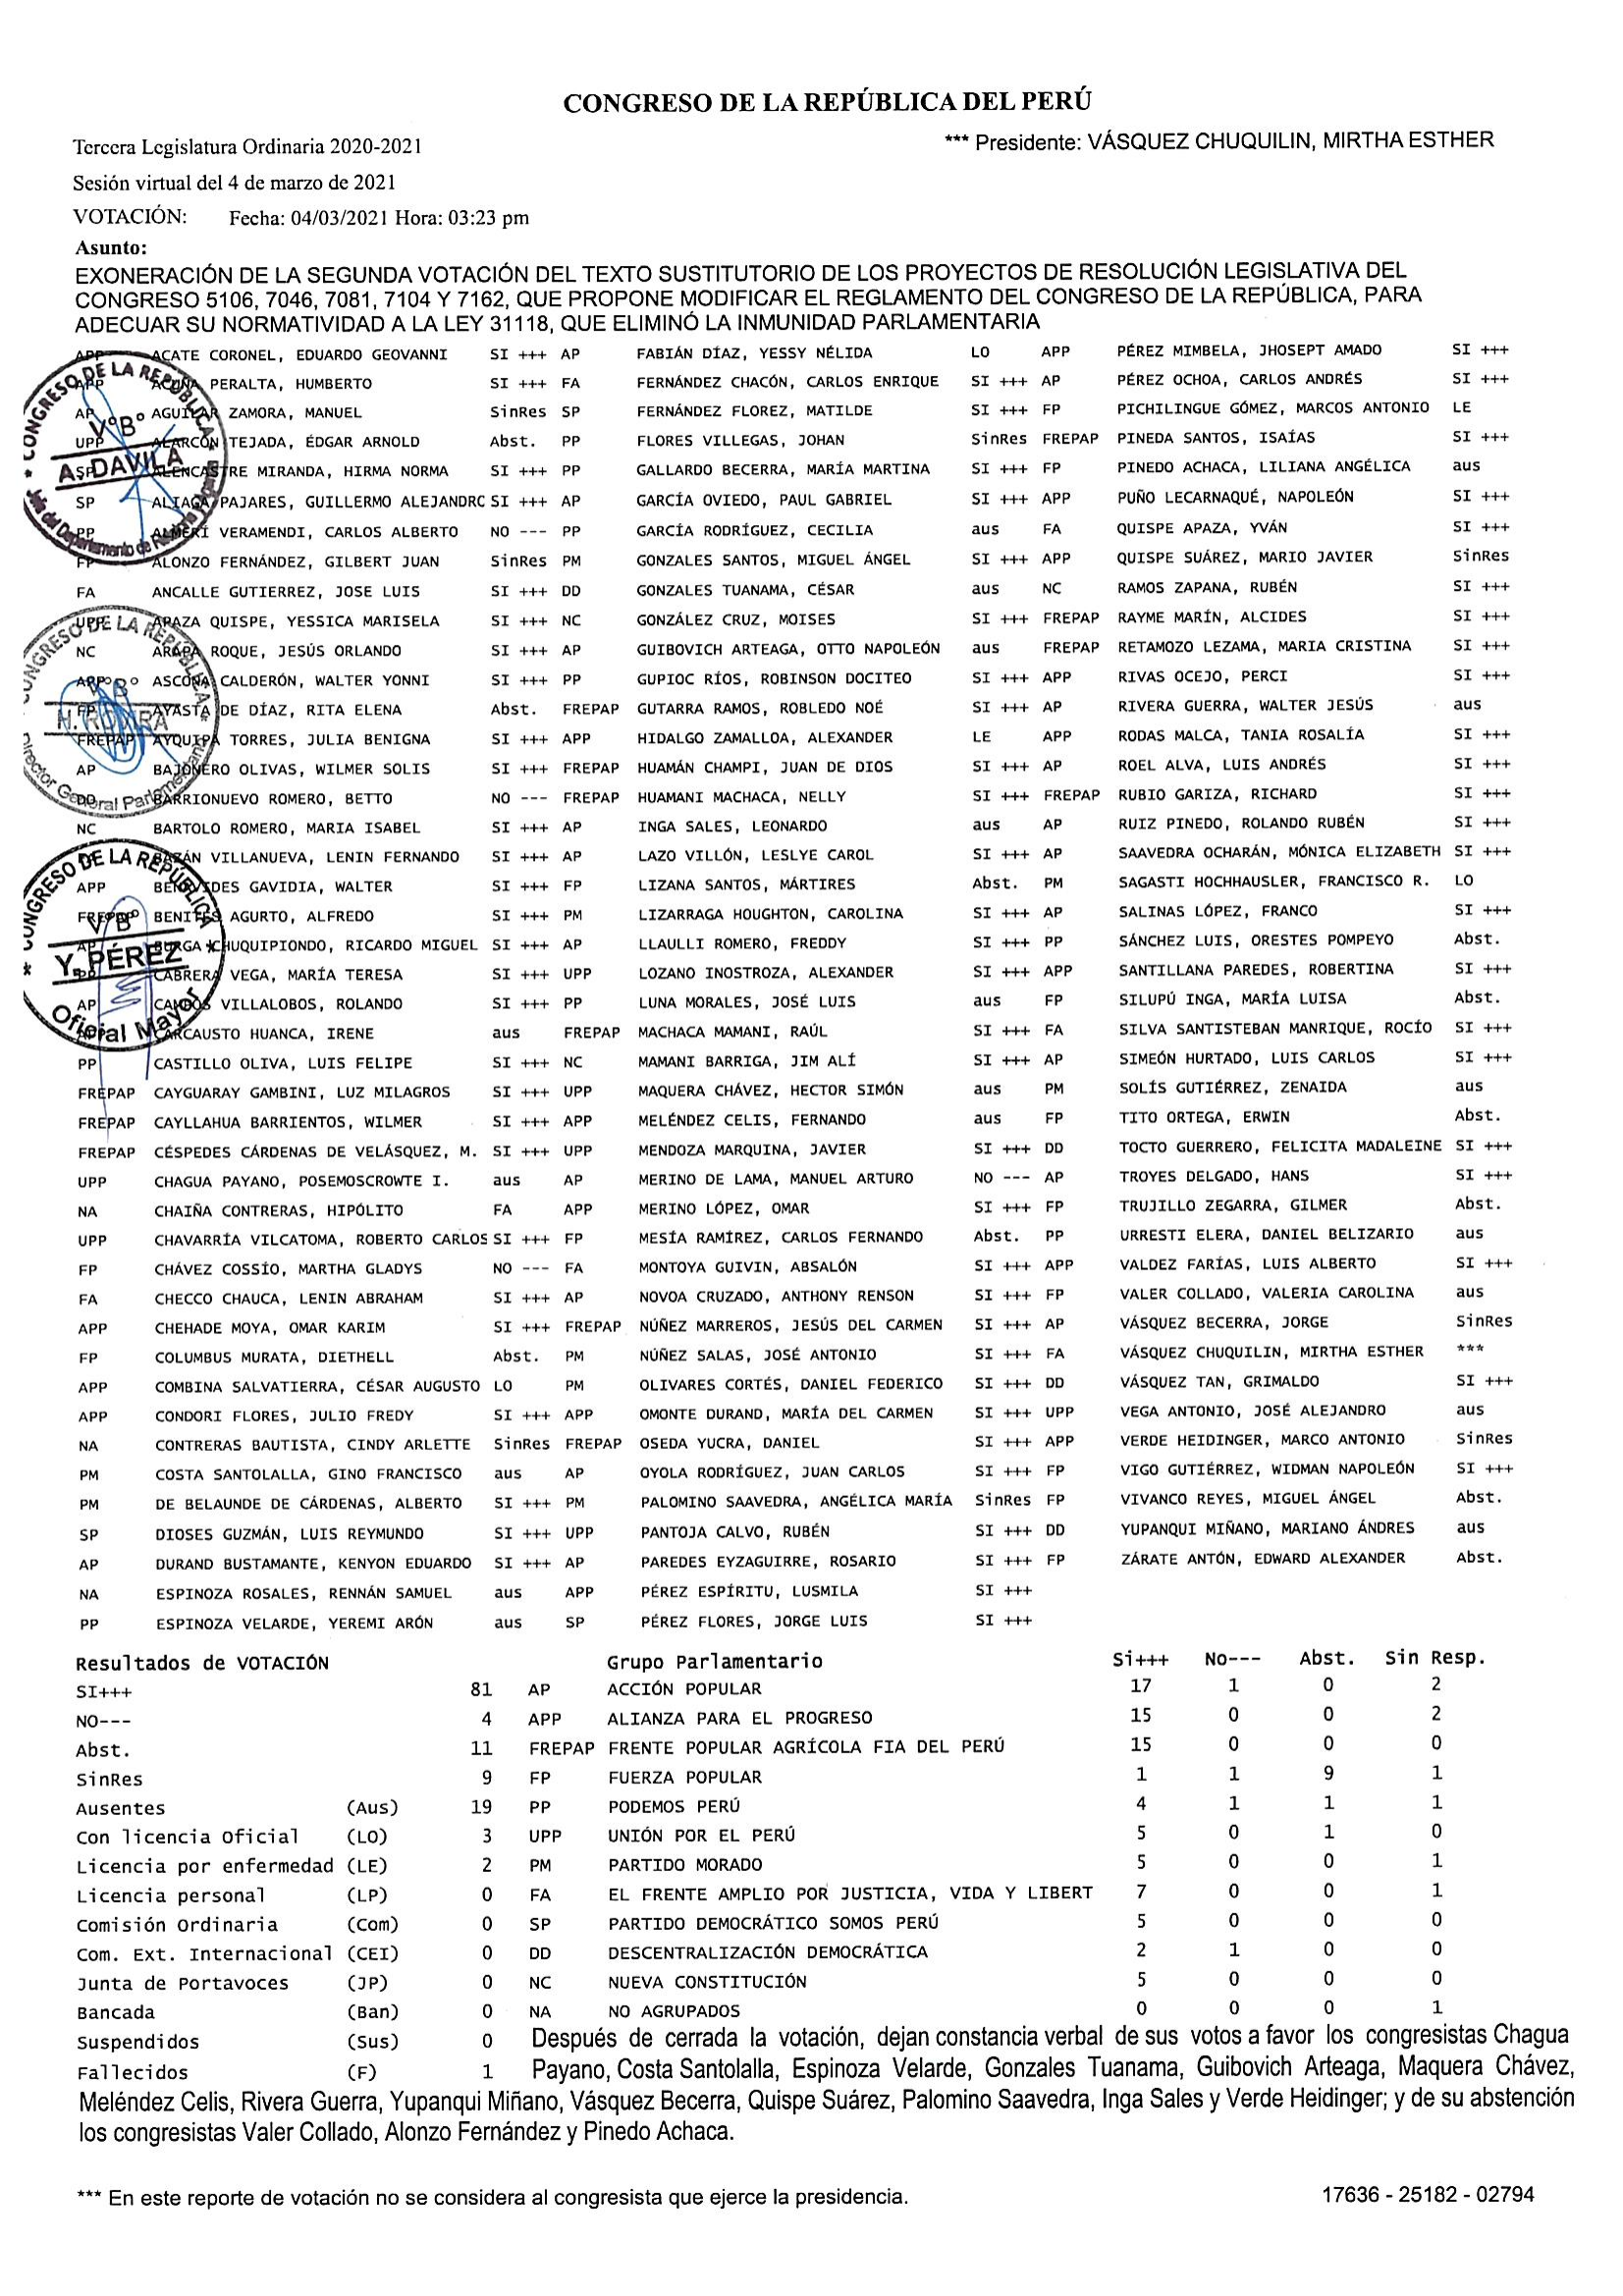 CONGRESO DE LA REPÚBLICA DEL PERÚ
Tercera Legislatura Ordinaria 2020-2021 *** Presidente: VÁSQUEZ CHUQUILIN, MIRTHA ESTHER
Sesión virtual del 4 de marzo de 2021
VOTACIÓN: Fecha: 04/03/2021 Hora: 03:23 pm
Asunto:
EXONERACIÓN DE LA SEGUNDA VOTACIÓN DEL TEXTO SUSTITUTORIO DE LOS PROYECTOS DE RESOLUCIÓN LEGISLATIVA DEL
CONGRESO 5106, 7046, 7081, 7104 Y 7162, QUE PROPONE MODIFICAR EL REGLAMENTO DEL CONGRESO DE LA REPÚBLICA, PARA
ADECUAR SU NORMATIVIDAD A LA LEY 31118, QUE ELIMINÓ LA INMUNIDAD PARLAMENTARIA
APP ACATE CORONEL, EDUARDO GEOVANNI SI +++ AP FABIÁN DÍAZ, YESSY NÉLIDA LO APP PÉREZ MIMBELA, JHOSEPT AMADO SI +++
APP ACUÑA PERALTA, HUMBERTO SI +++ FA FERNÁNDEZ CHACÓN, CARLOS ENRIQUE SI +++ AP PÉREZ OCHOA, CARLOS ANDRÉS SI +++
AP AGUILAR ZAMORA, MANUEL SinRes SP FERNÁNDEZ FLOREZ, MATILDE SI +++ FP PICHILINGUE GÓMEZ, MARCOS ANTONIO LE
UPP ALARCÓN TEJADA, ÉDGAR ARNOLD Abst. PP FLORES VILLEGAS, JOHAN SinRes FREPAP PINEDA SANTOS, ISAÍAS SI +++
SP ALENCASTRE MIRANDA, HIRMA NORMA SI +++ PP GALLARDO BECERRA, MARÍA MARTINA SI +++ FP PINEDO ACHACA, LILIANA ANGÉLICA aus
SP ALIAGA PAJARES, GUILLERMO ALEJANDRO SI +++ AP GARCÍA OVIEDO, PAUL GABRIEL SI +++ APP PUÑO LECARNAQUÉ, NAPOLEÓN SI +++
PP ALMERÍ VERAMENDI, CARLOS ALBERTO NO --- PP GARCÍA RODRÍGUEZ, CECILIA aus FA QUISPE APAZA, YVÁN SI +++
FP ALONZO FERNÁNDEZ, GILBERT JUAN SinRes PM GONZALES SANTOS, MIGUEL ÁNGEL SI +++ APP QUISPE SUÁREZ, MARIO JAVIER SinRes
FA ANCALLE GUTIERREZ, JOSE LUIS SI +++ DD GONZALES TUANAMA, CÉSAR aus NC RAMOS ZAPANA, RUBÉN SI +++
UPP APAZA QUISPE, YESSICA MARISELA SI +++ NC GONZÁLEZ CRUZ, MOISES SI +++ FREPAP RAYME MARÍN, ALCIDES SI +++
NC ARAPA ROQUE, JESÚS ORLANDO SI +++ AP GUIBOVICH ARTEAGA, OTTO NAPOLEÓN aus FREPAP RETAMOZO LEZAMA, MARIA CRISTINA SI +++
APP ASCONA CALDERÓN, WALTER YONNI SI +++ PP GUPIOC RÍOS, ROBINSON DOCITEO SI +++ APP RIVAS OCEJO, PERCI SI +++
FP AYASTA DE DÍAZ, RITA ELENA Abst. FREPAP GUTARRA RAMOS, ROBLEDO NOÉ SI +++ AP RIVERA GUERRA, WALTER JESÚS aus
FREPAP AYQUIPA TORRES, JULIA BENIGNA SI +++ APP HIDALGO ZAMALLOA, ALEXANDER LE APP RODAS MALCA, TANIA ROSALÍA SI +++
AP BAJONERO OLIVAS, WILMER SOLIS SI +++ FREPAP HUAMÁN CHAMPI, JUAN DE DIOS SI +++ AP ROEL ALVA, LUIS ANDRÉS SI +++
DD BARRIONUEVO ROMERO, BETTO NO --- FREPAP HUAMANI MACHACA, NELLY SI +++ FREPAP RUBIO GARIZA, RICHARD SI +++
NC BARTOLO ROMERO, MARIA ISABEL SI +++ AP INGA SALES, LEONARDO aus AP RUIZ PINEDO, ROLANDO RUBÉN SI +++
BAZÁN VILLANUEVA, LENIN FERNANDO SI +++ AP LAZO VILLÓN, LESLYE CAROL SI +++ AP SAAVEDRA OCHARÁN, MÓNICA ELIZABETH SI +++
APP BENAVIDES GAVIDIA, WALTER SI +++ FP LIZANA SANTOS, MÁRTIRES Abst. PM SAGASTI HOCHHAUSLER, FRANCISCO R. LO
FREPAP BENITES AGURTO, ALFREDO SI +++ PM LIZARRAGA HOUGHTON, CAROLINA SI +++ AP SALINAS LÓPEZ, FRANCO SI +++
AP BURGA CHUQUIPIONDO, RICARDO MIGUEL SI +++ AP LLAULLI ROMERO, FREDDY SI +++ PP SÁNCHEZ LUIS, ORESTES POMPEYO Abst.
PP CABRERA VEGA, MARÍA TERESA SI +++ UPP LOZANO INOSTROZA, ALEXANDER SI +++ APP SANTILLANA PAREDES, ROBERTINA SI +++
AP CAMPOS VILLALOBOS, ROLANDO SI +++ PP LUNA MORALES, JOSÉ LUIS aus FP SILUPÚ INGA, MARÍA LUISA Abst.
CARCAUSTO HUANCA, IRENE aus FREPAP MACHACA MAMANI, RAÚL SI +++ FA SILVA SANTISTEBAN MANRIQUE, ROCÍO SI +++
PP CASTILLO OLIVA, LUIS FELIPE SI +++ NC MAMANI BARRIGA, JIM ALÍ SI +++ AP SIMEÓN HURTADO, LUIS CARLOS SI +++
FREPAP CAYGUARAY GAMBINI, LUZ MILAGROS SI +++ UPP MAQUERA CHÁVEZ, HECTOR SIMÓN aus PM SOLÍS GUTIÉRREZ, ZENAIDA aus
FREPAP CAYLLAHUA BARRIENTOS, WILMER SI +++ APP MELÉNDEZ CELIS, FERNANDO aus FP TITO ORTEGA, ERWIN Abst.
FREPAP CÉSPEDES CÁRDENAS DE VELÁSQUEZ, M. SI +++ UPP MENDOZA MARQUINA, JAVIER SI +++ DD TOCTO GUERRERO, FELICITA MADALEINE SI +++
UPP CHAGUA PAYANO, POSEMOSCROWTE I. aus AP MERINO DE LAMA, MANUEL ARTURO NO --- AP TROYES DELGADO, HANS SI +++
NA CHAIÑA CONTRERAS, HIPÓLITO FA APP MERINO LÓPEZ, OMAR SI +++ FP TRUJILLO ZEGARRA, GILMER Abst.
UPP CHAVARRÍA VILCATOMA, ROBERTO CARLOS SI +++ FP MESÍA RAMÍREZ, CARLOS FERNANDO Abst. PP URRESTI ELERA, DANIEL BELIZARIO aus
FP CHÁVEZ COSSÍO, MARTHA GLADYS NO --- FA MONTOYA GUIVIN, ABSALÓN SI +++ APP VALDEZ FARÍAS, LUIS ALBERTO SI +++
FA CHECCO CHAUCA, LENIN ABRAHAM SI +++ AP NOVOA CRUZADO, ANTHONY RENSON SI +++ FP VALER COLLADO, VALERIA CAROLINA aus
APP CHEHADE MOYA, OMAR KARIM SI +++ FREPAP NÚÑEZ MARREROS, JESÚS DEL CARMEN SI +++ AP VÁSQUEZ BECERRA, JORGE SinRes
FP COLUMBUS MURATA, DIETHELL Abst. PM NÚÑEZ SALAS, JOSÉ ANTONIO SI +++ FA VÁSQUEZ CHUQUILIN, MIRTHA ESTHER ***
APP COMBINA SALVATIERRA, CÉSAR AUGUSTO LO PM OLIVARES CORTÉS, DANIEL FEDERICO SI +++ DD VÁSQUEZ TAN, GRIMALDO SI +++
APP CONDORI FLORES, JULIO FREDY SI +++ APP OMONTE DURAND, MARÍA DEL CARMEN SI +++ UPP VEGA ANTONIO, JOSÉ ALEJANDRO aus
NA CONTRERAS BAUTISTA, CINDY ARLETTE SinRes FREPAP OSEDA YUCRA, DANIEL SI +++ APP VERDE HEIDINGER, MARCO ANTONIO SinRes
PM COSTA SANTOLALLA, GINO FRANCISCO aus AP OYOLA RODRÍGUEZ, JUAN CARLOS SI +++ FP VIGO GUTIÉRREZ, WIDMAN NAPOLEÓN SI +++
PM DE BELAUNDE DE CÁRDENAS, ALBERTO SI +++ PM PALOMINO SAAVEDRA, ANGÉLICA MARÍA SinRes FP VIVANCO REYES, MIGUEL ÁNGEL Abst.
SP DIOSES GUZMÁN, LUIS REYMUNDO SI +++ UPP PANTOJA CALVO, RUBÉN SI +++ DD YUPANQUI MIÑANO, MARIANO ÁNDRES aus
AP DURAND BUSTAMANTE, KENYON EDUARDO SI +++ AP PAREDES EYZAGUIRRE, ROSARIO SI +++ FP ZÁRATE ANTÓN, EDWARD ALEXANDER Abst.
NA ESPINOZA ROSALES, RENNÁN SAMUEL aus APP PÉREZ ESPÍRITU, LUSMILA SI +++
PP ESPINOZA VELARDE, YEREMI ARÓN aus SP PÉREZ FLORES, JORGE LUIS SI +++
CONGRESO DE LA REPÚBLICA
VºBº
A. DAVILA
CONGRESO DE LA REPÚBLICA
VºBº
H. ROVIRA
Director General Parlamentario
CONGRESO DE LA REPÚBLICA
VºBº
Y. PÉREZ
Oficial Mayor
Resultados de VOTACIÓN Grupo Parlamentario Si+++ No--- Abst. Sin Resp.
SI+++ 81 AP ACCIÓN POPULAR 17 1 0 2
NO--- 4 APP ALIANZA PARA EL PROGRESO 15 0 0 2
Abst. 11 FREPAP FRENTE POPULAR AGRÍCOLA FIA DEL PERÚ 15 0 0 0
SinRes 9 FP FUERZA POPULAR 1 1 9 1
Ausentes (Aus) 19 PP PODEMOS PERÚ 4 1 1 1
Con licencia Oficial (LO) 3 UPP UNIÓN POR EL PERÚ 5 0 1 0
Licencia por enfermedad (LE) 2 PM PARTIDO MORADO 5 0 0 1
Licencia personal (LP) 0 FA EL FRENTE AMPLIO POR JUSTICIA, VIDA Y LIBERT 7 0 0 1
Comisión Ordinaria (Com) 0 SP PARTIDO DEMOCRÁTICO SOMOS PERÚ 5 0 0 0
Com. Ext. Internacional (CEI) 0 DD DESCENTRALIZACIÓN DEMOCRÁTICA 2 1 0 0
Junta de Portavoces (JP) 0 NC NUEVA CONSTITUCIÓN 5 0 0 0
Bancada (Ban) 0 NA NO AGRUPADOS 0 0 0 1
Suspendidos (Sus) 0 Después de cerrada la votación, dejan constancia verbal de sus votos a favor los congresistas Chagua
Fallecidos (F) 1 Payano, Costa Santolalla, Espinoza Velarde, Gonzales Tuanama, Guibovich Arteaga, Maquera Chávez,
Meléndez Celis, Rivera Guerra, Yupanqui Miñano, Vásquez Becerra, Quispe Suárez, Palomino Saavedra, Inga Sales y Verde Heidinger; y de su abstención
los congresistas Valer Collado, Alonzo Fernández y Pinedo Achaca.
*** En este reporte de votación no se considera al congresista que ejerce la presidencia. 17636 - 25182 - 02794